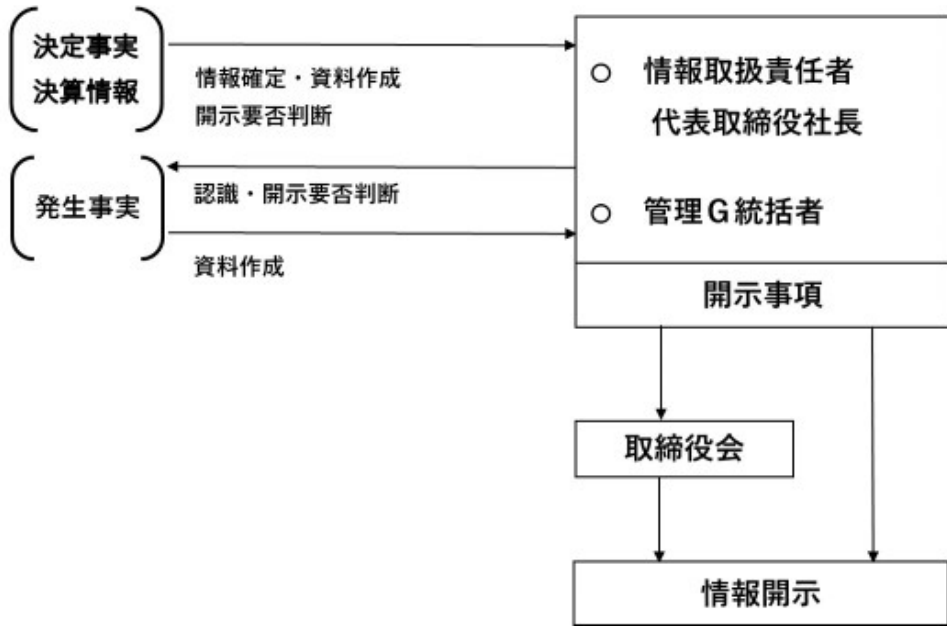 決定事実
決算情報
情報確定・資料作成
開示要否判断
○ 情報取扱責任者
代表取締役社長
発生事実
認識・開示要否判断
資料作成
○ 管理G統括者
開示事項
取締役会
情報開示